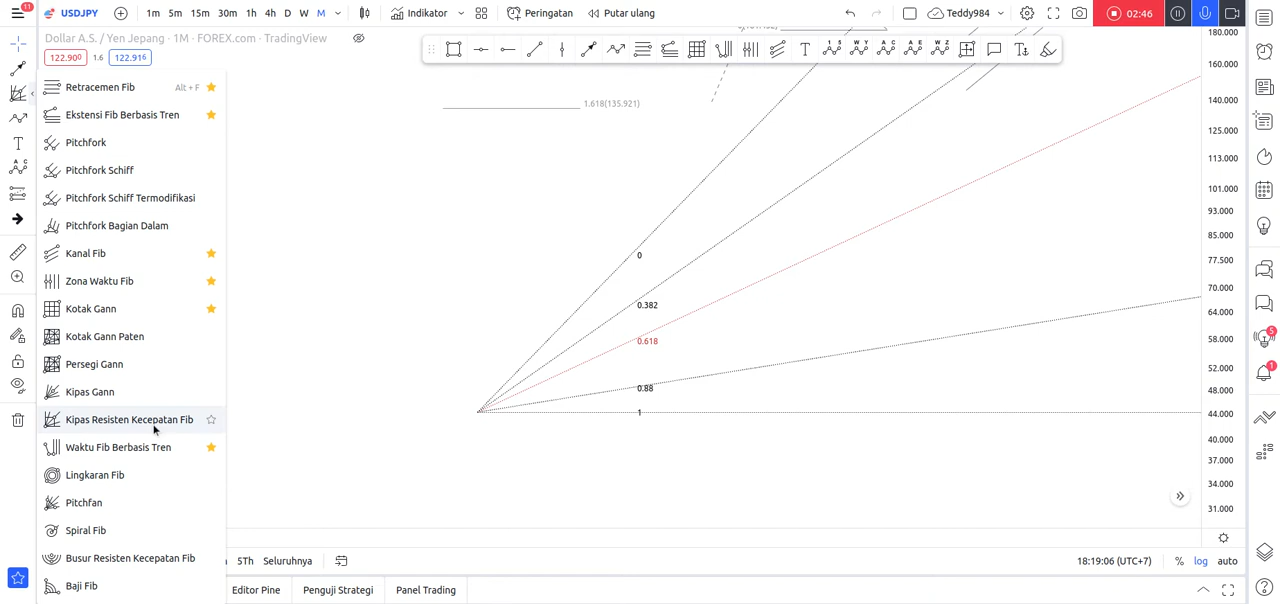 11
USDJPY
1m 5m 15m 30m 1h 4h D W M
Indikator
Peringatan
Putar ulang
Teddy984
02:46
Dollar A.S. / Yen Jepang · 1M · FOREX.com · TradingView
122.900 1.6 122.916
Retracemen Fib Alt + F
Ekstensi Fib Berbasis Tren
Pitchfork
Pitchfork Schiff
Pitchfork Schiff Termodifikasi
Pitchfork Bagian Dalam
Kanal Fib
Zona Waktu Fib
Kotak Gann
Kotak Gann Paten
Persegi Gann
Kipas Gann
Kipas Resisten Kecepatan Fib
Waktu Fib Berbasis Tren
Lingkaran Fib
Pitchfan
Spiral Fib
Busur Resisten Kecepatan Fib
Baji Fib
1.618(135.921)
0
0.382
0.618
0.88
1
180.000
160.000
140.000
125.000
113.000
101.000
93.000
85.000
77.500
70.000
64.000
58.000
52.000
48.000
44.000
40.000
37.000
34.000
31.000
5
1
5Th Seluruhnya
18:19:06 (UTC+7) % log auto
Editor Pine Penguji Strategi Panel Trading